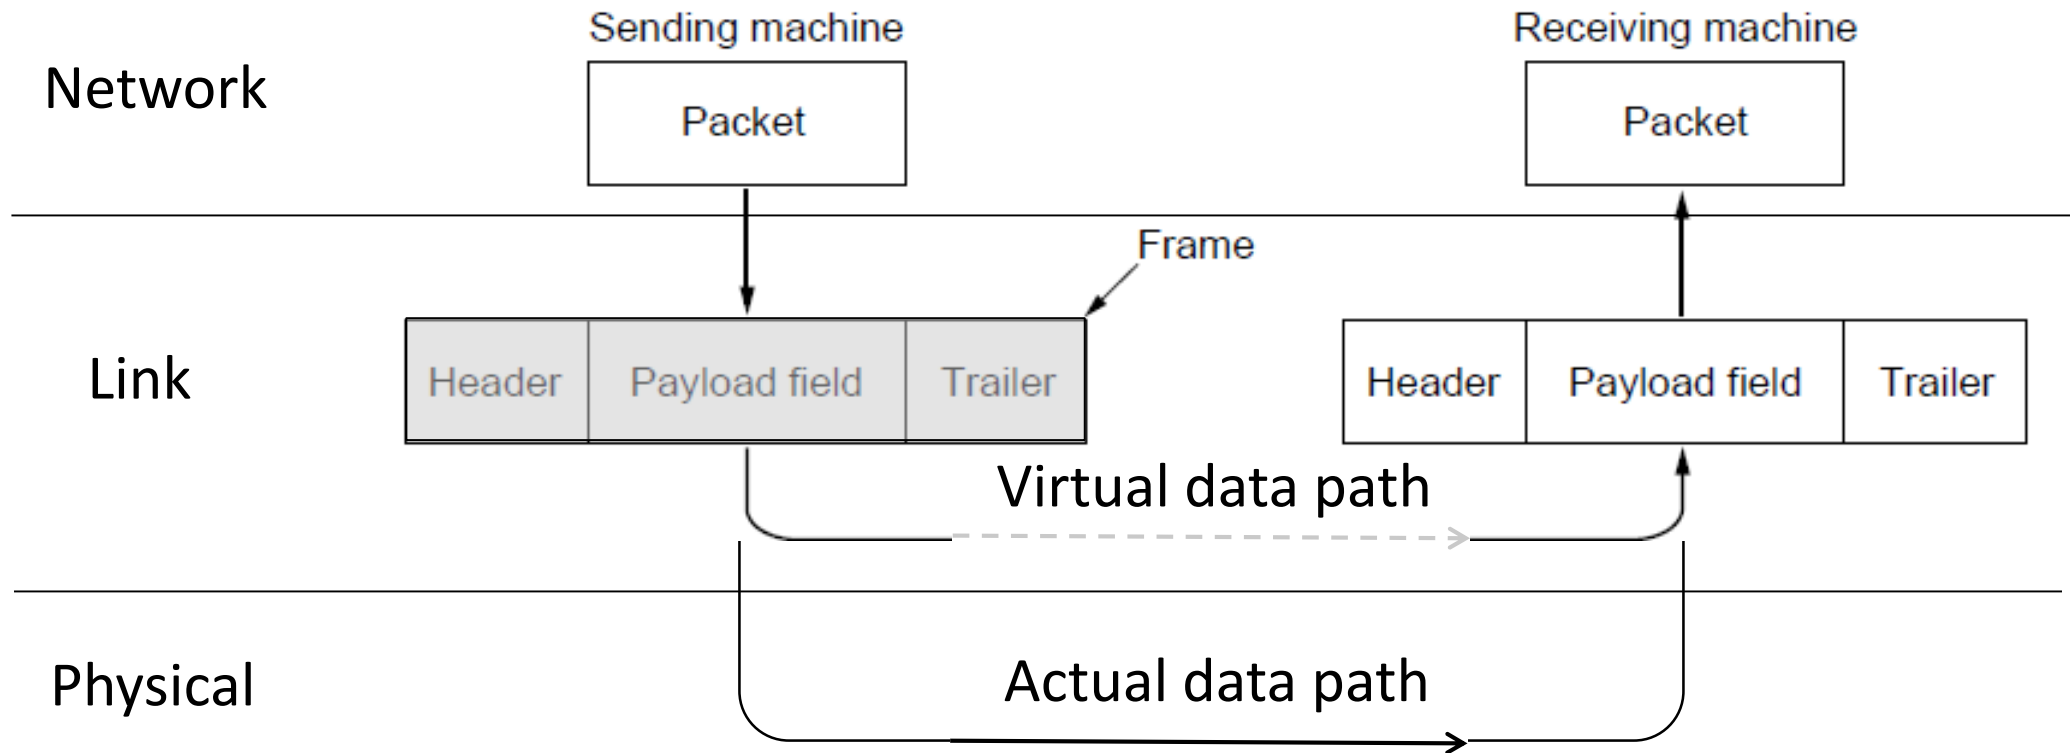 Sending machine
Receiving machine
Network
Packet
Packet
Frame
Link
Header
Payload field
Trailer
Header
Payload field
Trailer
Virtual data path
Physical
Actual data path